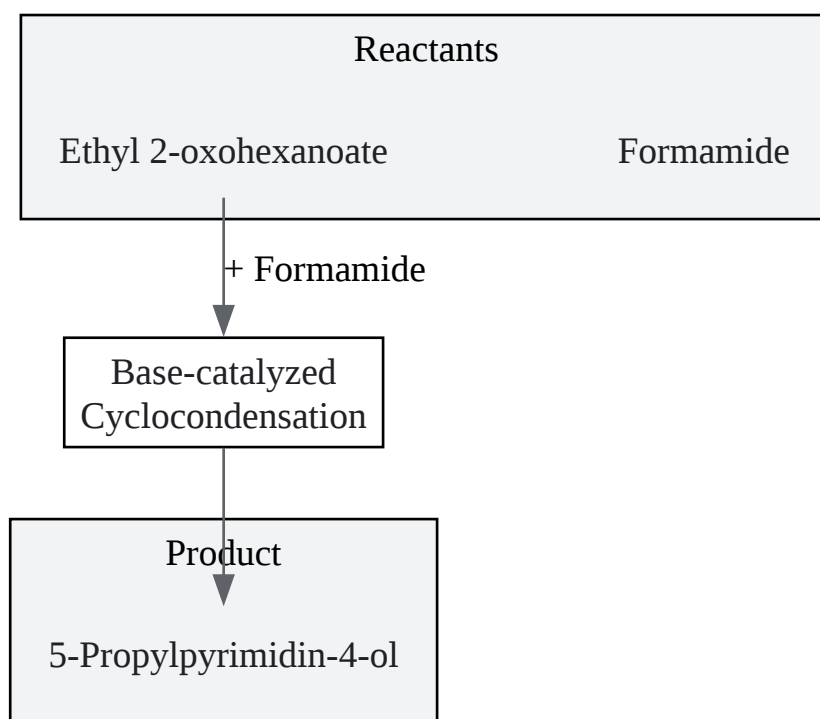 Reactants
Ethyl 2-oxohexanoate
Formamide
+ Formamide
Base-catalyzed
Cyclocondensation
Product
5-Propylpyrimidin-4-ol